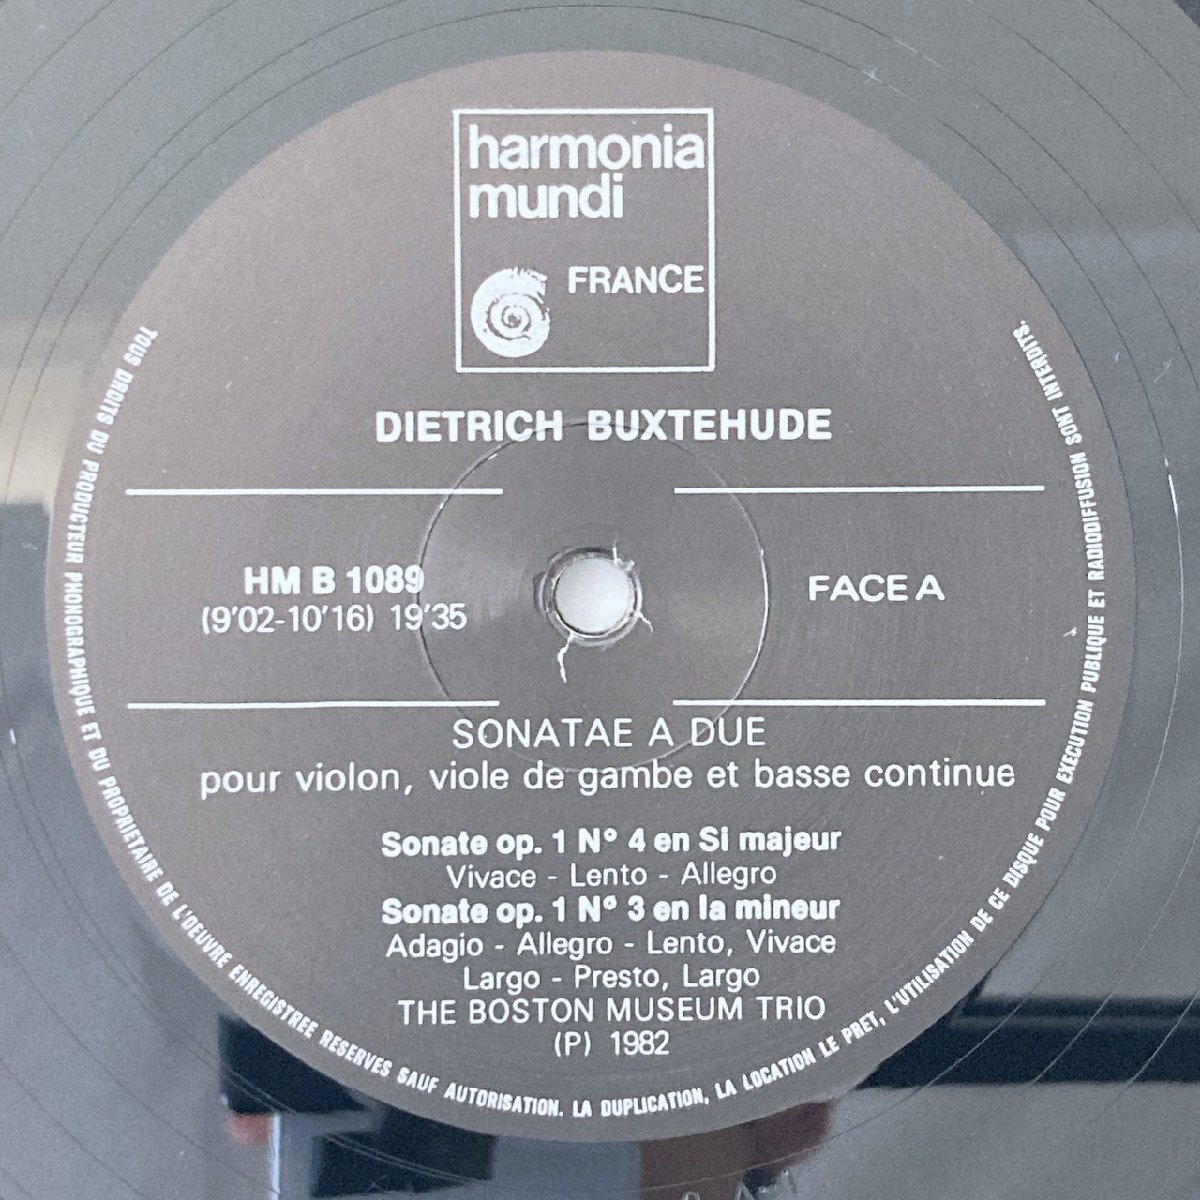 harmonia
mundi
FRANCE
DIETRICH BUXTEHUDE
HM B 1089
(9'02-10'16) 19'35
FACE A
SONATAE A DUE
pour violon, viole de gambe et basse continue
Sonate op. 1 N° 4 en Si majeur
Vivace - Lento - Allegro
Sonate op. 1 N° 3 en la mineur
Adagio - Allegro - Lento, Vivace
Largo - Presto, Largo
THE BOSTON MUSEUM TRIO
(P) 1982
TOUS DROITS DU PRODUCTEUR PHONOGRAPHIQUE ET DU PROPRIETAIRE DE L'OEUVRE ENREGISTREE RESERVES SAUF AUTORISATION. LA DUPLICATION, LA LOCATION LE PRET, L'UTILISATION DE CE DISQUE POUR EXECUTION PUBLIQUE ET RADIODIFFUSION SONT INTERDITS.